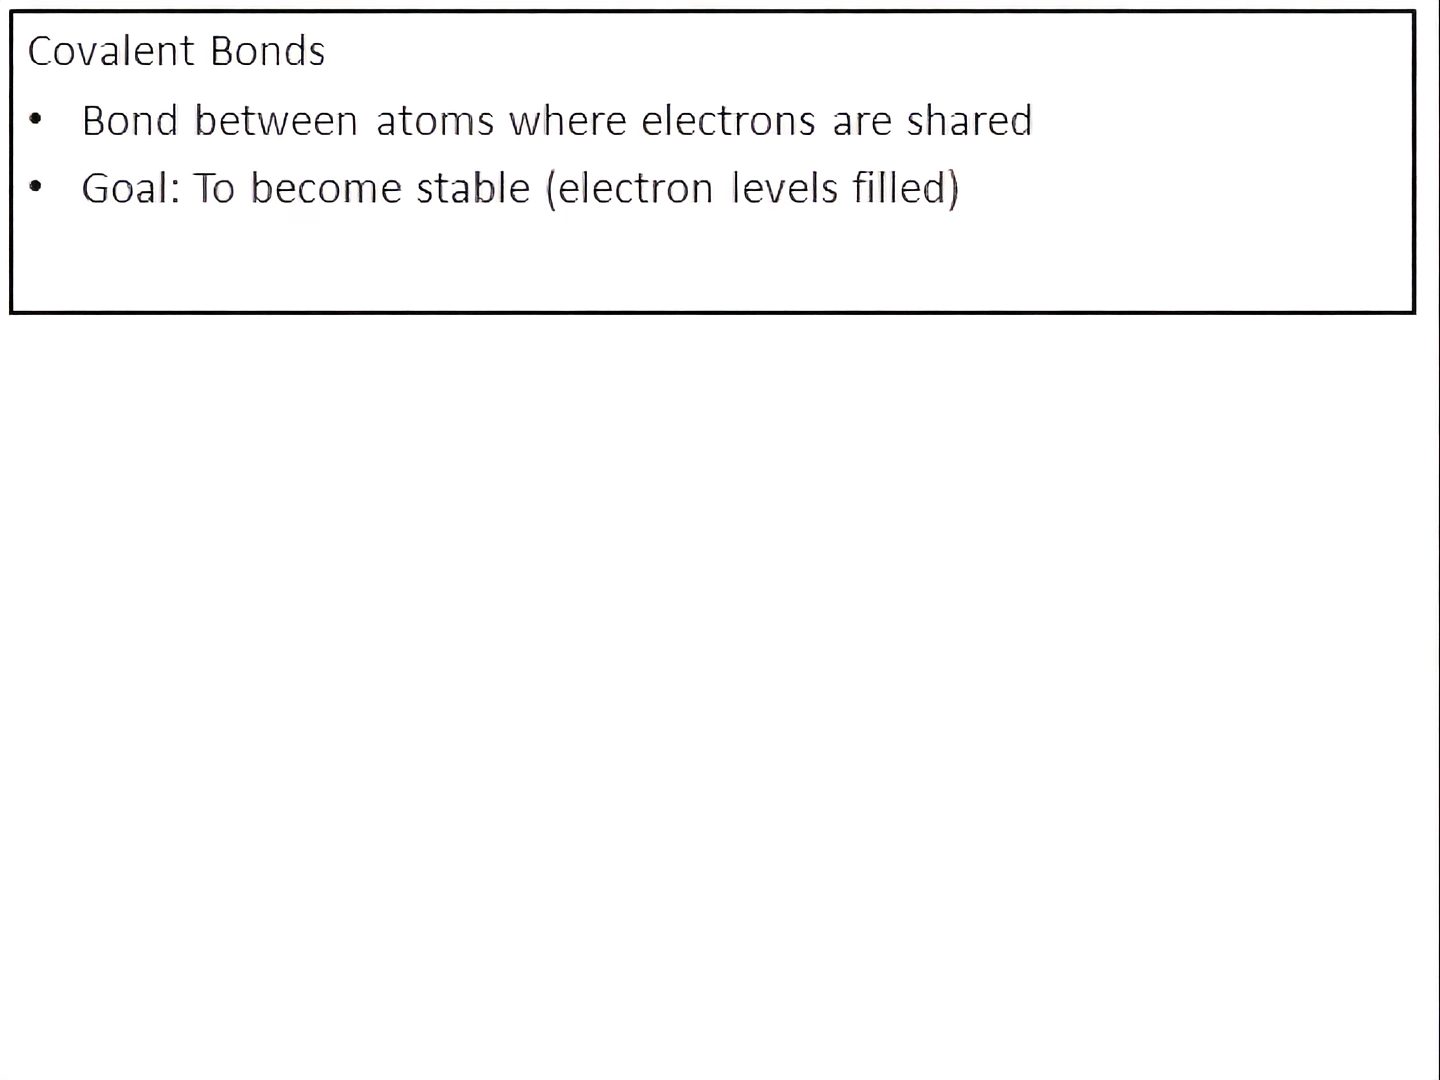 Covalent Bonds
• Bond between atoms where electrons are shared
• Goal: To become stable (electron levels filled)